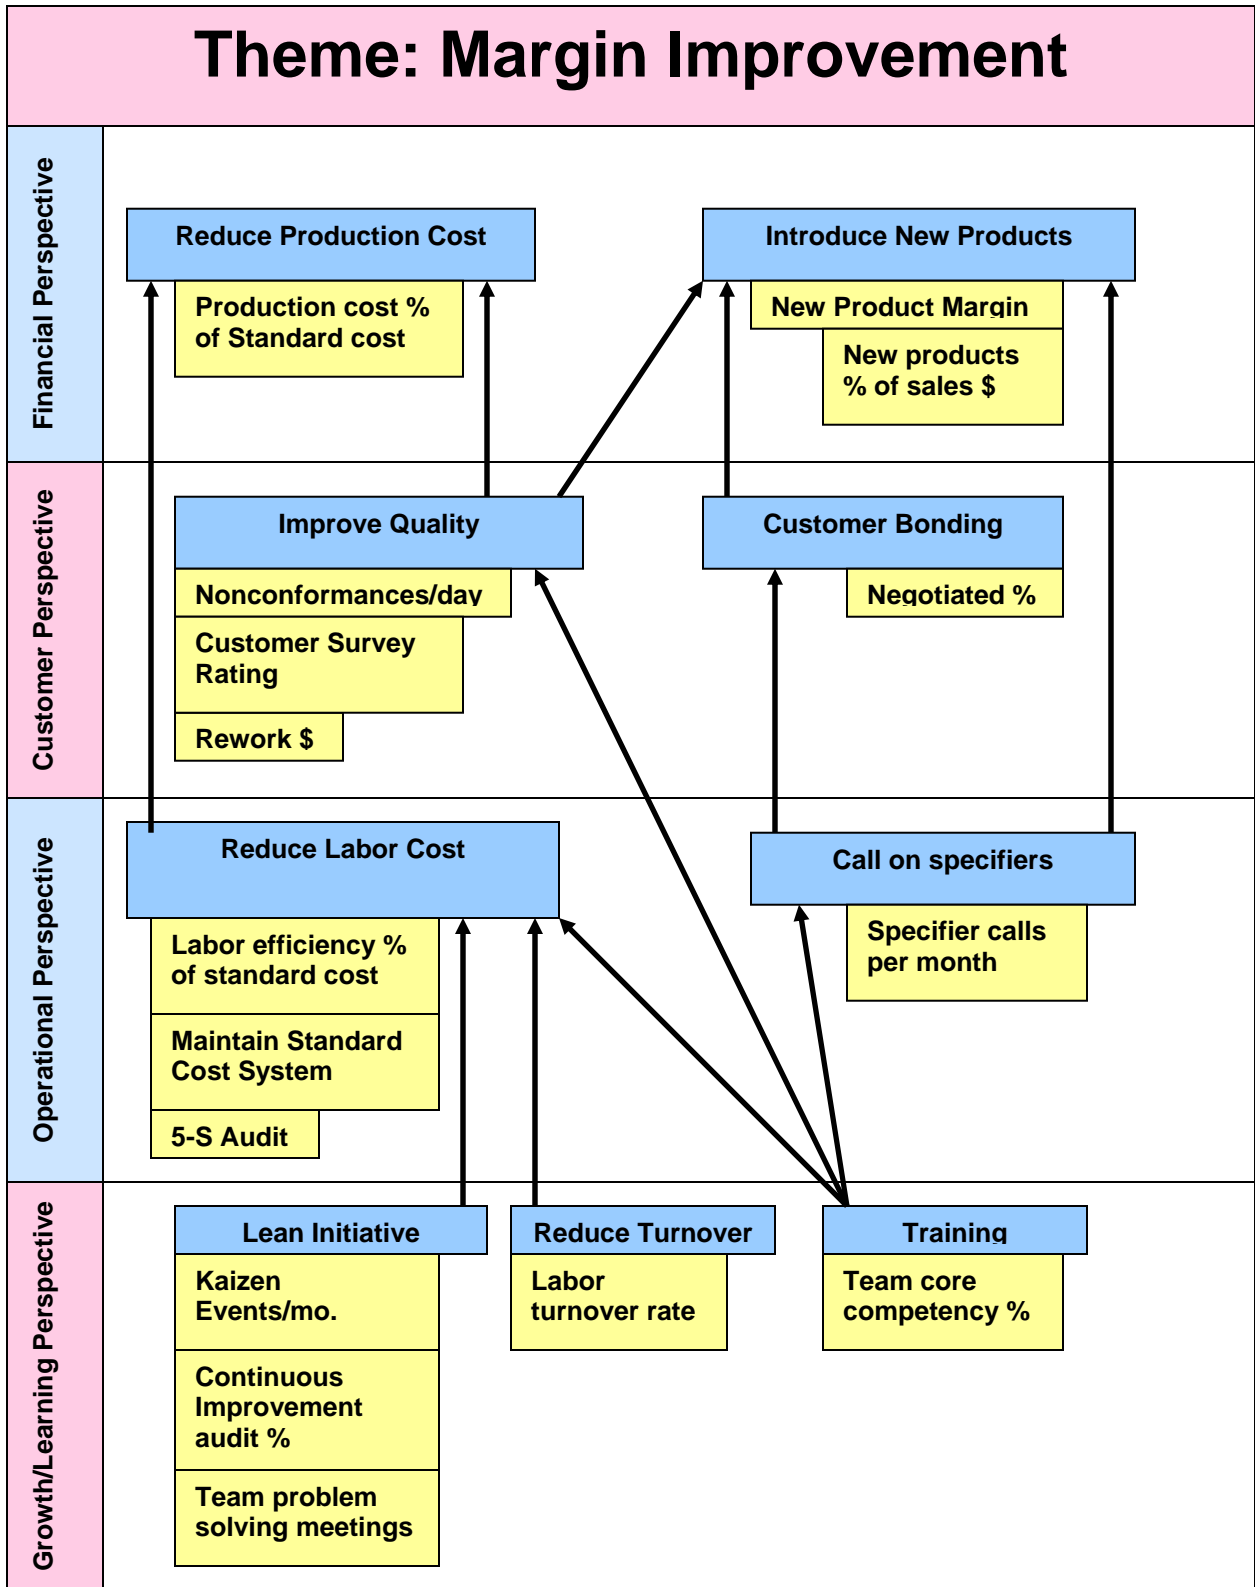 Theme: Margin Improvement
Financial Perspective
Reduce Production Cost
Production cost %
of Standard cost
Introduce New Products
New Product Margin
New products
% of sales $
Customer Perspective
Improve Quality
Nonconformances/day
Customer Survey
Rating
Rework $
Customer Bonding
Negotiated %
Operational Perspective
Reduce Labor Cost
Labor efficiency %
of standard cost
Maintain Standard
Cost System
5-S Audit
Call on specifiers
Specifier calls
per month
Growth/Learning Perspective
Lean Initiative
Kaizen
Events/mo.
Continuous
Improvement
audit %
Team problem
solving meetings
Reduce Turnover
Labor
turnover rate
Training
Team core
competency %